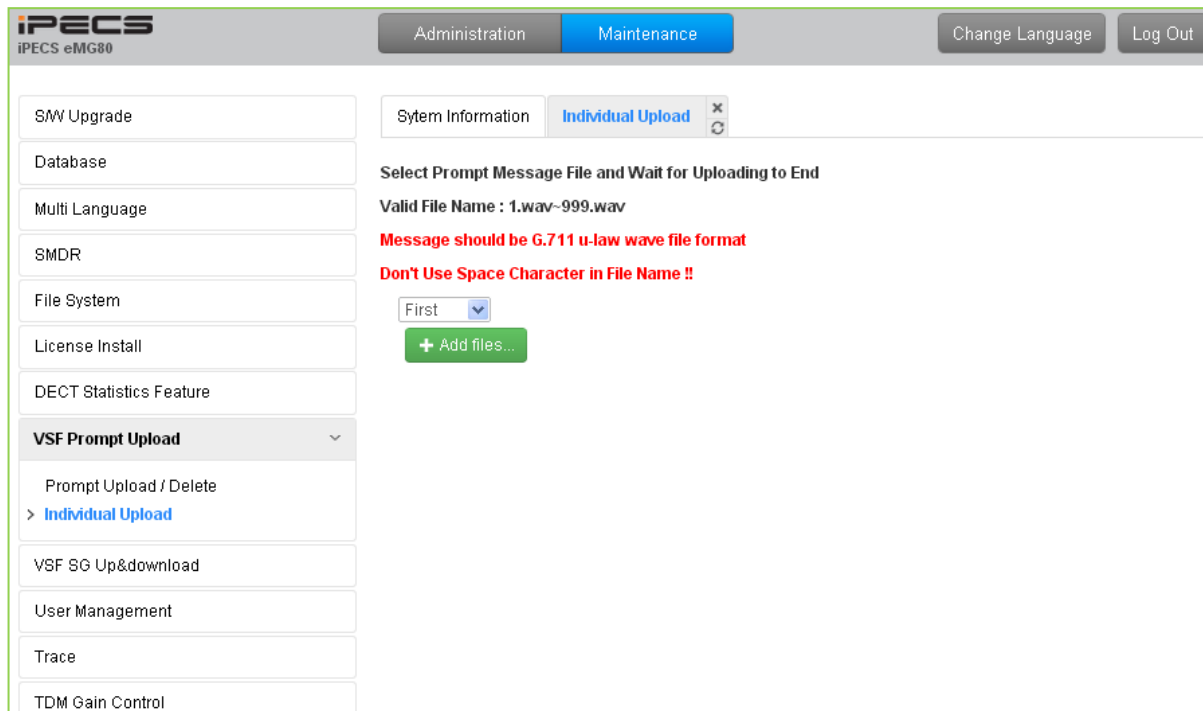 iPECS
iPECS eMG80
Administration
Maintenance
Change Language
Log Out
S/W Upgrade
Database
Multi Language
SMDR
File System
License Install
DECT Statistics Feature
VSF Prompt Upload
Prompt Upload / Delete
> Individual Upload
VSF SG Up&download
User Management
Trace
TDM Gain Control
Sytem Information
Individual Upload
Select Prompt Message File and Wait for Uploading to End
Valid File Name : 1.wav~999.wav
Message should be G.711 u-law wave file format
Don't Use Space Character in File Name !!
First
+ Add files...